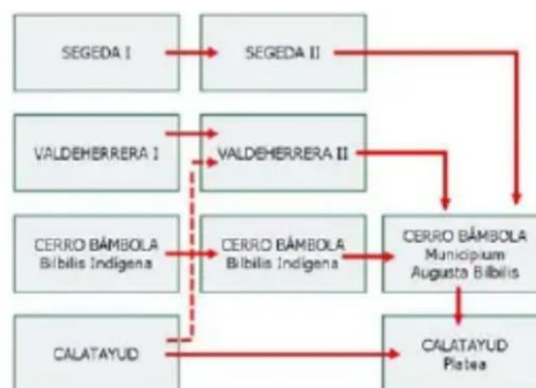 SEGEDA I
SEGEDA II
VALDEHERRERA I
VALDEHERRERA II
CERRO BÁMBOLA
Bilbilis Indígena
CERRO BÁMBOLA
Bilbilis Indígena
CERRO BÁMBOLA
Municipium
Augusta Bilbilis
CALATAYUD
CALATAYUD
Platea